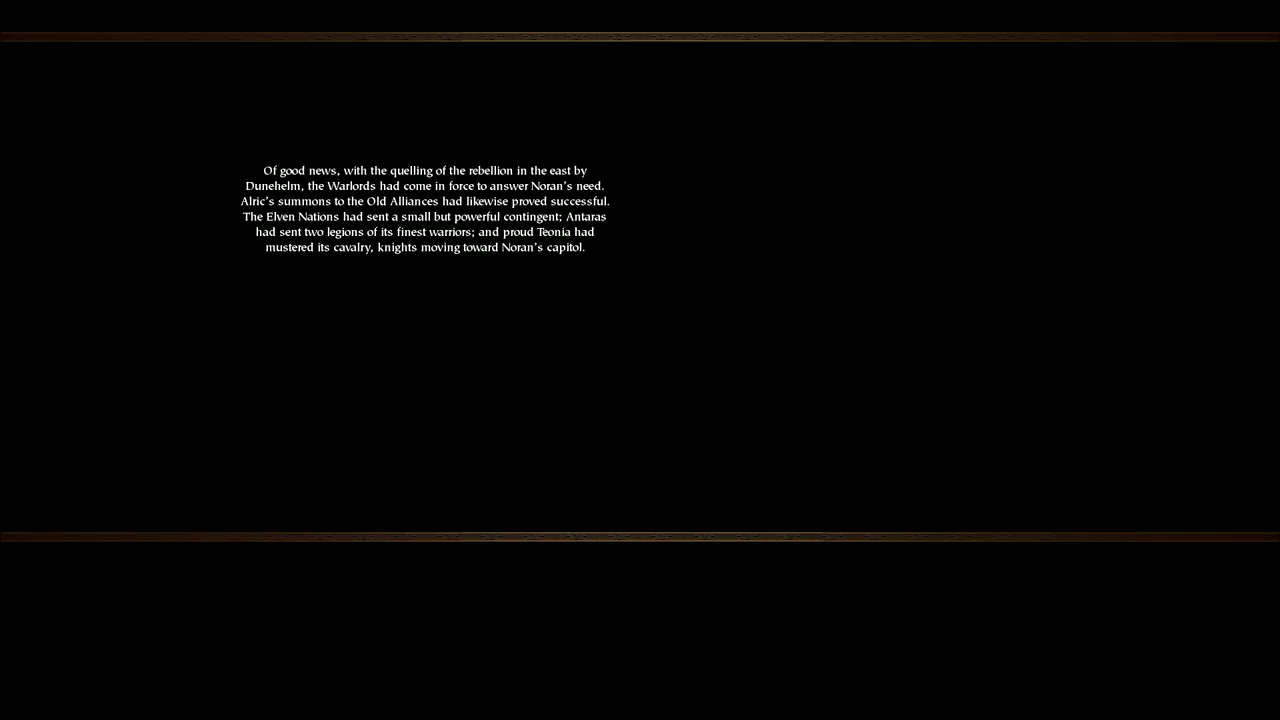 Of good news, with the quelling of the rebellion in the east by
Dunehelm, the Warlords had come in force to answer Noran's need.
Alric's summons to the Old Alliances had likewise proved successful.
The Elven Nations had sent a small but powerful contingent; Antaras
had sent two legions of its finest warriors; and proud Teonia had
mustered its cavalry, knights moving toward Noran's capitol.